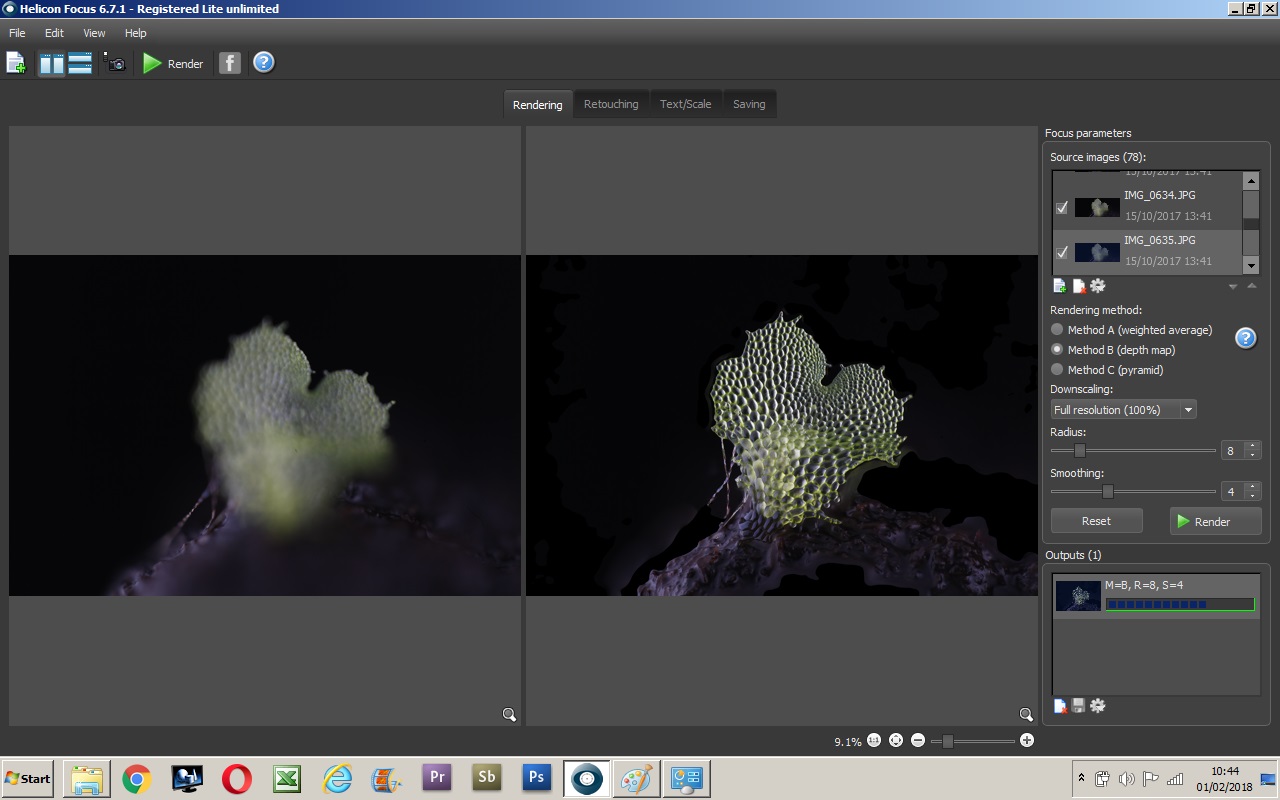 Helicon Focus 6.7.1 - Registered Lite unlimited
File Edit View Help
Render
Rendering Retouching Text/Scale Saving
Focus parameters
Source images (78):
15/10/2017 13:41
IMG_0634.JPG
15/10/2017 13:41
IMG_0635.JPG
15/10/2017 13:41
Rendering method:
Method A (weighted average)
Method B (depth map)
Method C (pyramid)
Downscaling:
Full resolution (100%)
Radius:
8
Smoothing:
4
Reset Render
Outputs (1)
M=B, R=8, S=4
9.1% 1:1
Start Pr Sb Ps
10:44
01/02/2018